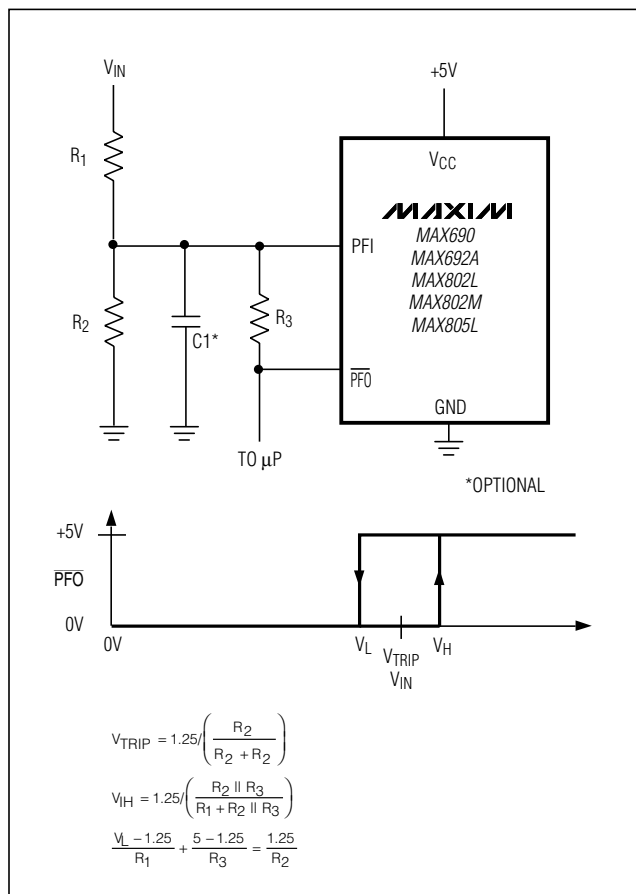 V_IN
+5V
R_1
V_CC
MAXIM
MAX690
PFI
MAX692A
MAX802L
R_2
C1*
R_3
MAX802M
MAX805L
P̅F̅O̅
GND
TO μP
*OPTIONAL
+5V
P̅F̅O̅
0V
0V
V_L
V_TRIP
V_H
V_IN
V_TRIP = 1.25/(R_2 / (R_2 + R_2))
V_IH = 1.25/(R_2 || R_3 / (R_1 + R_2 || R_3))
(V_L – 1.25)/R_1 + (5 – 1.25)/R_3 = 1.25/R_2